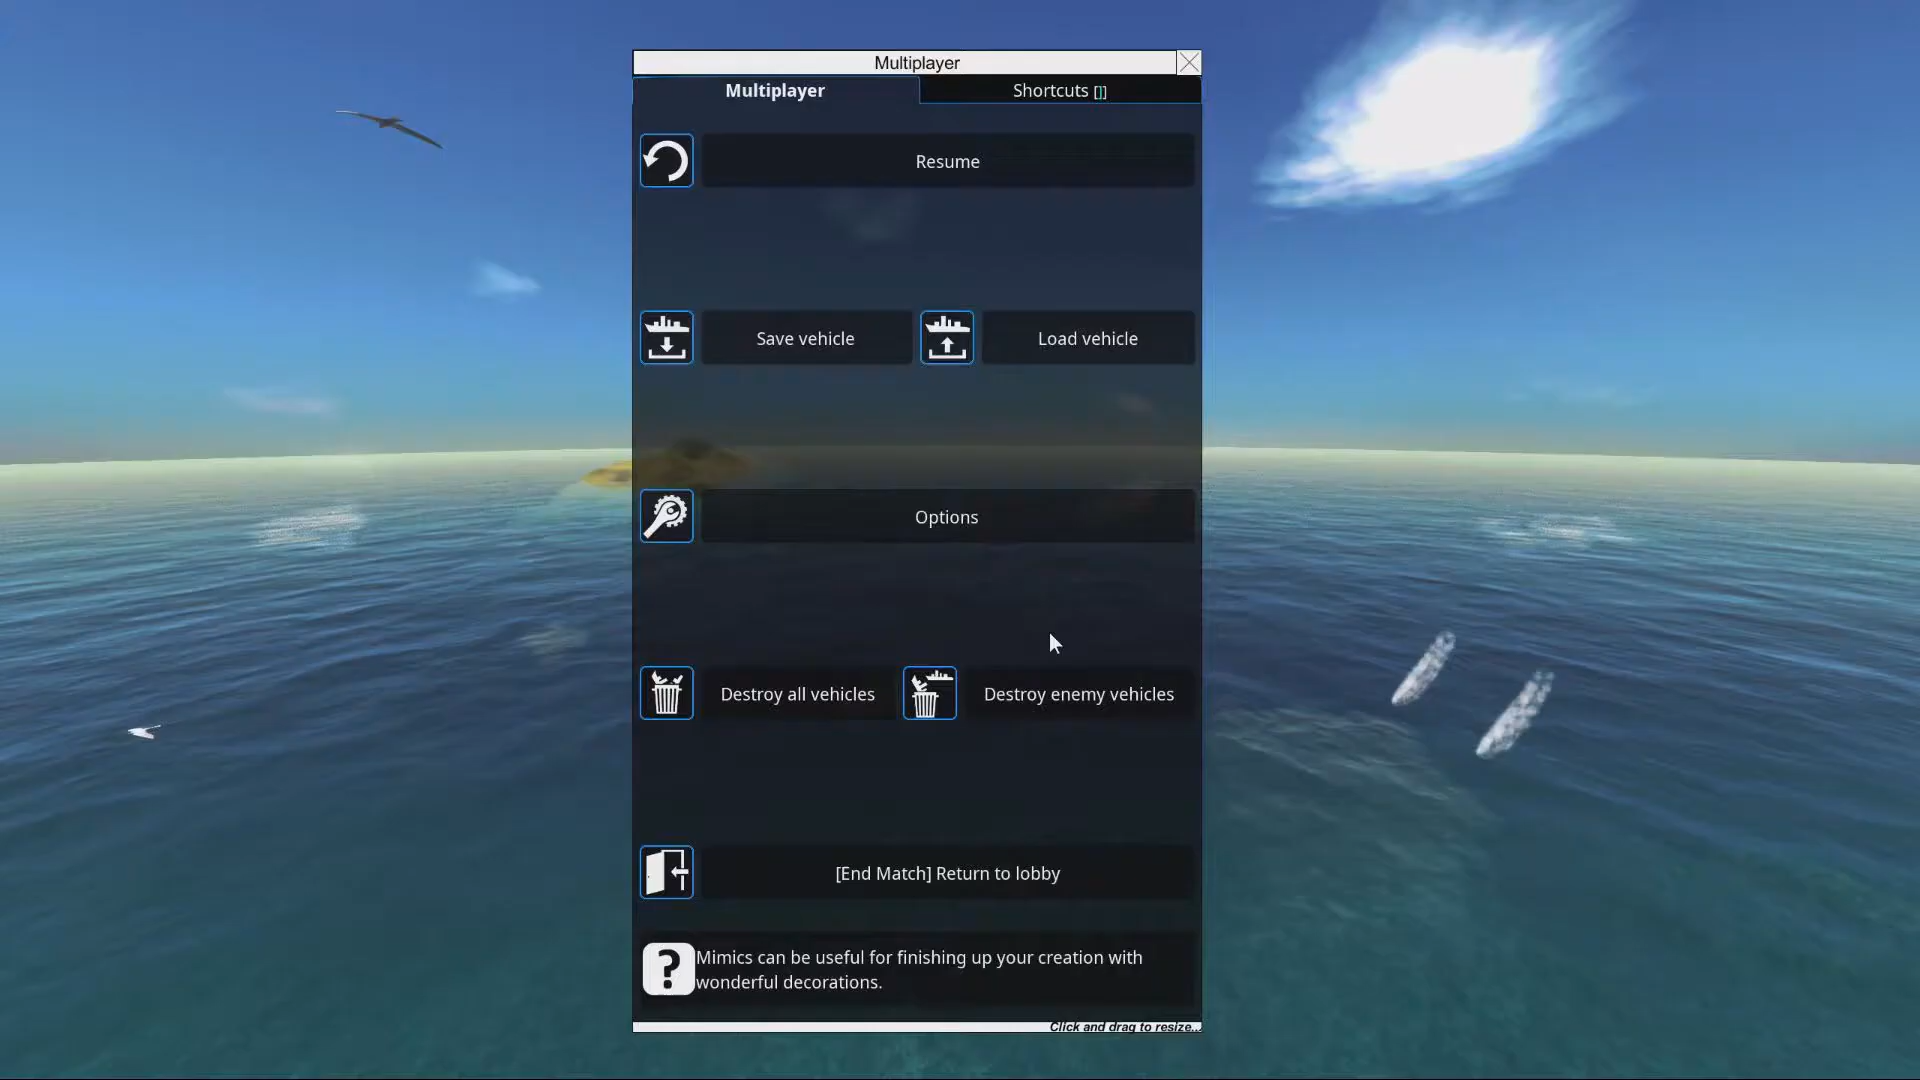 Multiplayer
Multiplayer
Shortcuts []]
Resume
Save vehicle
Load vehicle
Options
Destroy all vehicles
Destroy enemy vehicles
[End Match] Return to lobby
?
Mimics can be useful for finishing up your creation with
wonderful decorations.
Click and drag to resize...